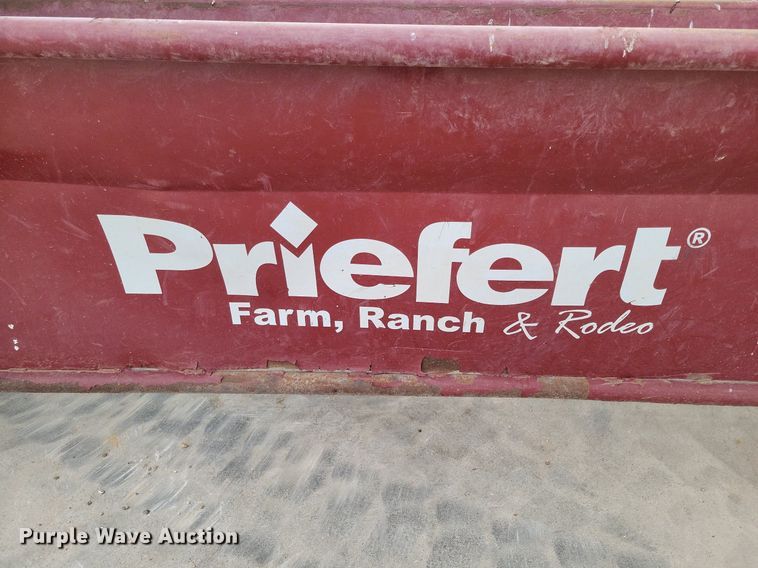 Priefert®
Farm, Ranch & Rodeo
Purple Wave Auction